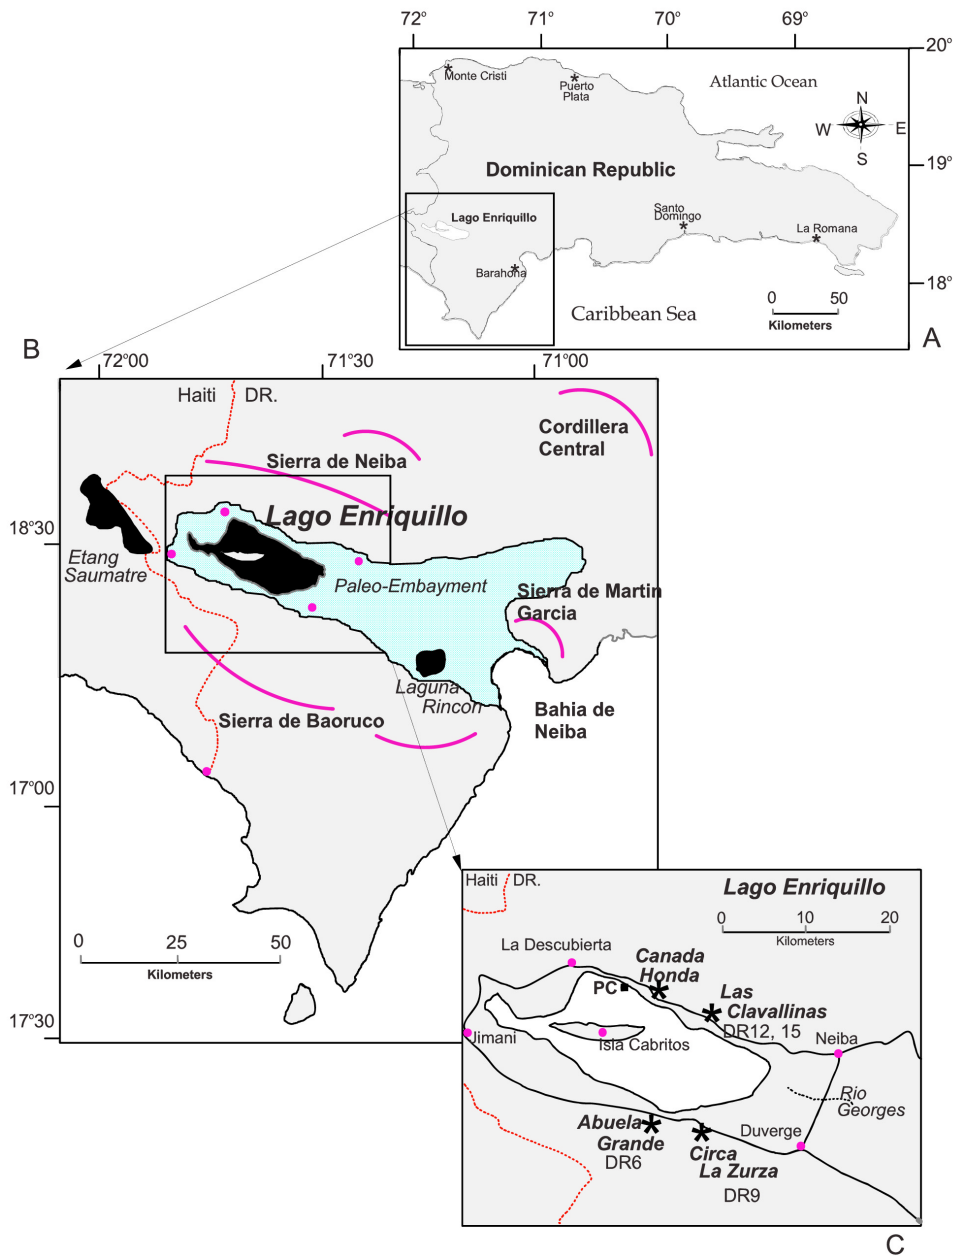 72°
71°
70°
69°
20°
Monte Cristi
Puerto
Plata
Atlantic Ocean
N
W
E
S
19°
Dominican Republic
Santo
Domingo
Lago Enriquillo
La Romana
Barahona
18°
0
50
Kilometers
Caribbean Sea
A
B
72°00
71°30
71°00
Haiti
DR.
Cordillera
Central
Sierra de Neiba
Lago Enriquillo
18°30
Etang
Saumatre
Paleo-Embayment
Sierra de Martin
Garcia
Laguna
Rincon
Bahia de
Neiba
Sierra de Baoruco
17°00
0
25
50
Kilometers
17°30
Haiti
DR.
Lago Enriquillo
0
10
20
Kilometers
La Descubierta
Canada
Honda
PC
Las
Clavallinas
DR12, 15
Jimani
Isla Cabritos
Neiba
Rio
Georges
Abuela
Grande
DR6
Duverge
Circa
La Zurza
DR9
C